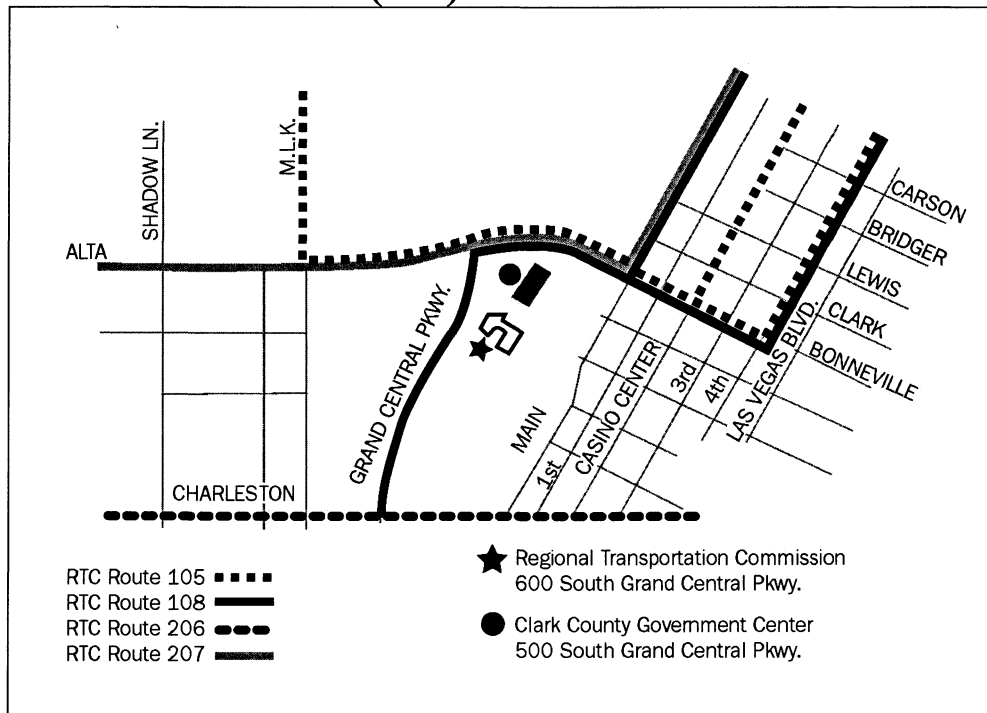 SHADOW LN.
M.L.K.
ALTA
GRAND CENTRAL PKWY.
CHARLESTON
MAIN
1st
CASINO CENTER
3rd
4th
LAS VEGAS BLVD.
CARSON
BRIDGER
LEWIS
CLARK
BONNEVILLE
RTC Route 105
RTC Route 108
RTC Route 206
RTC Route 207
Regional Transportation Commission
600 South Grand Central Pkwy.
Clark County Government Center
500 South Grand Central Pkwy.